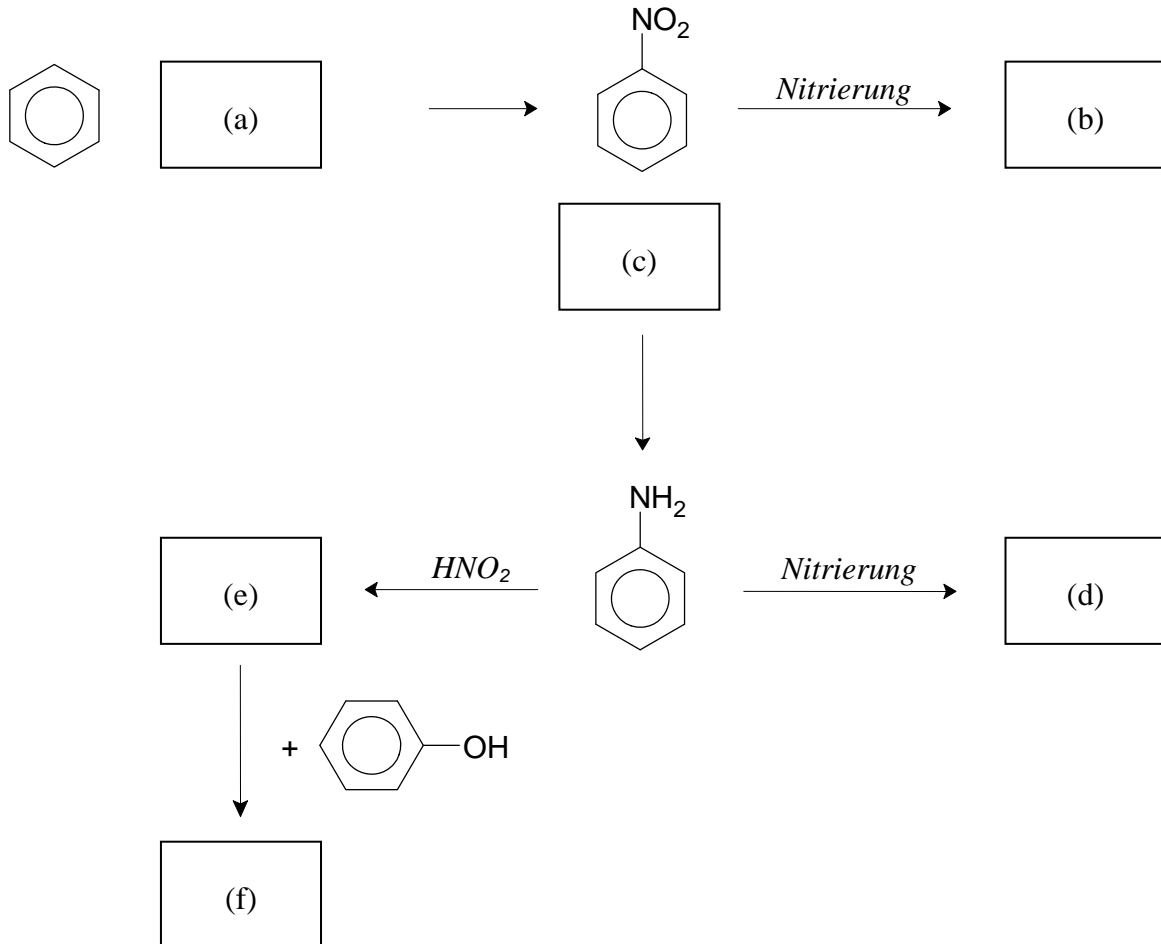 NO₂
(a)
Nitrierung
(b)
(c)
NH₂
(e)
HNO₂
Nitrierung
(d)
+
OH
(f)